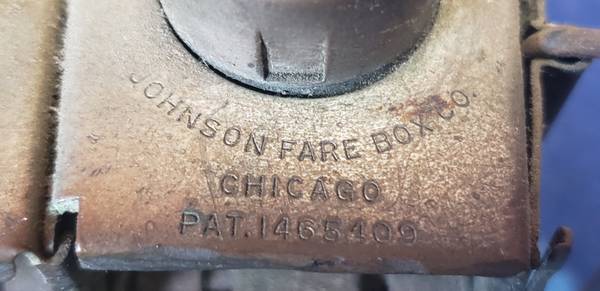 JOHNSON FARE BOX CO.
CHICAGO
PAT. 1465409